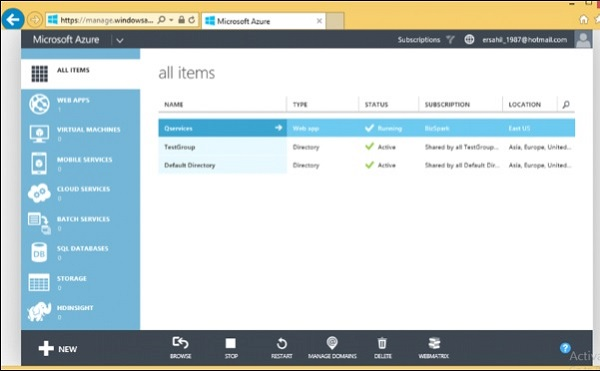 https://manage.windowsa...
Microsoft Azure
Microsoft Azure
Subscriptions
ersahil_1987@hotmail.com
ALL ITEMS
WEB APPS
1
VIRTUAL MACHINES
0
MOBILE SERVICES
0
CLOUD SERVICES
0
BATCH SERVICES
0
SQL DATABASES
0
STORAGE
0
HDINSIGHT
0
all items
NAME TYPE STATUS SUBSCRIPTION LOCATION
Qservices Web app Running BizSpark East US
TestGroup Directory Active Shared by all TestGroup... Asia, Europe, United...
Default Directory Directory Active Shared by all Default Dir... Asia, Europe, United...
NEW
BROWSE
STOP
RESTART
MANAGE DOMAINS
DELETE
WEBMATRIX
?
Activ